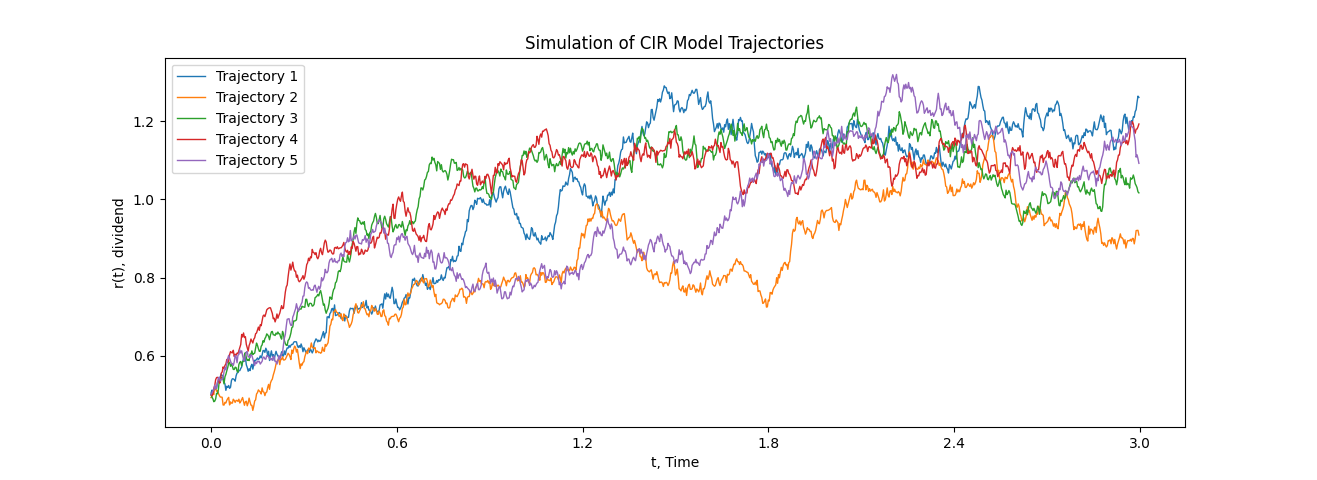 Simulation of CIR Model Trajectories
Trajectory 1
Trajectory 2
Trajectory 3
Trajectory 4
Trajectory 5
r(t), dividend
1.2
1.0
0.8
0.6
0.0 0.6 1.2 1.8 2.4 3.0
t, Time